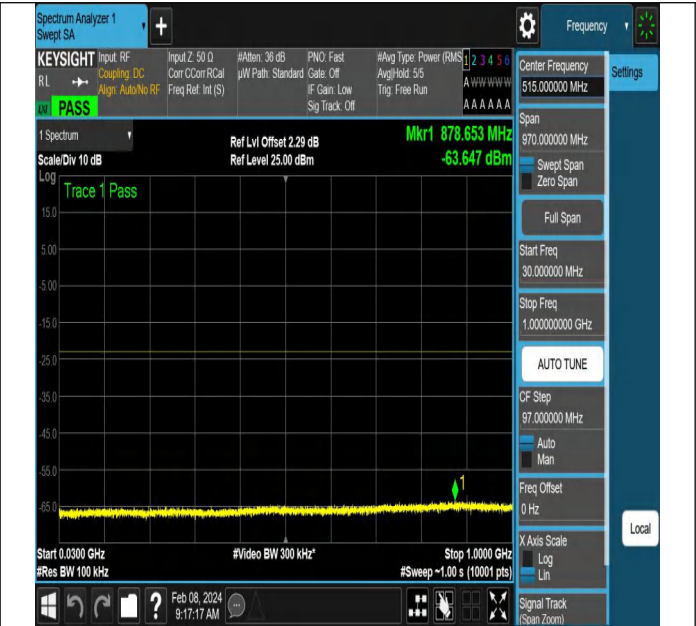 Spectrum Analyzer 1
Swept SA
+
Frequency
KEYSIGHT
Input: RF
Coupling: DC
Align: Auto/No RF
Input Z: 50 Ω
Corr CCorr RCal
Freq Ref: Int (S)
#Atten: 36 dB
µW Path: Standard
PNO: Fast
Gate: Off
IF Gain: Low
Sig Track: Off
#Avg Type: Power (RMS
Avg|Hold: 5/5
Trig: Free Run
1 2 3 4 5 6
A W W W W W
A A A A A A
RL
PASS
1 Spectrum
Scale/Div 10 dB
Ref Lvl Offset 2.29 dB
Ref Level 25.00 dBm
Mkr1 878.653 MHz
-63.647 dBm
Log
Trace 1 Pass
15.0
5.00
-5.00
-15.0
-25.0
-35.0
-45.0
-55.0
-65.0
1
Start 0.0300 GHz
#Res BW 100 kHz
#Video BW 300 kHz*
Stop 1.0000 GHz
#Sweep ~1.00 s (10001 pts)
Feb 08, 2024
9:17:17 AM
?
Center Frequency
515.000000 MHz
Settings
Span
970.000000 MHz
Swept Span
Zero Span
Full Span
Start Freq
30.000000 MHz
Stop Freq
1.000000000 GHz
AUTO TUNE
CF Step
97.000000 MHz
Auto
Man
Freq Offset
0 Hz
X Axis Scale
Log
Lin
Local
Signal Track
(Span Zoom)